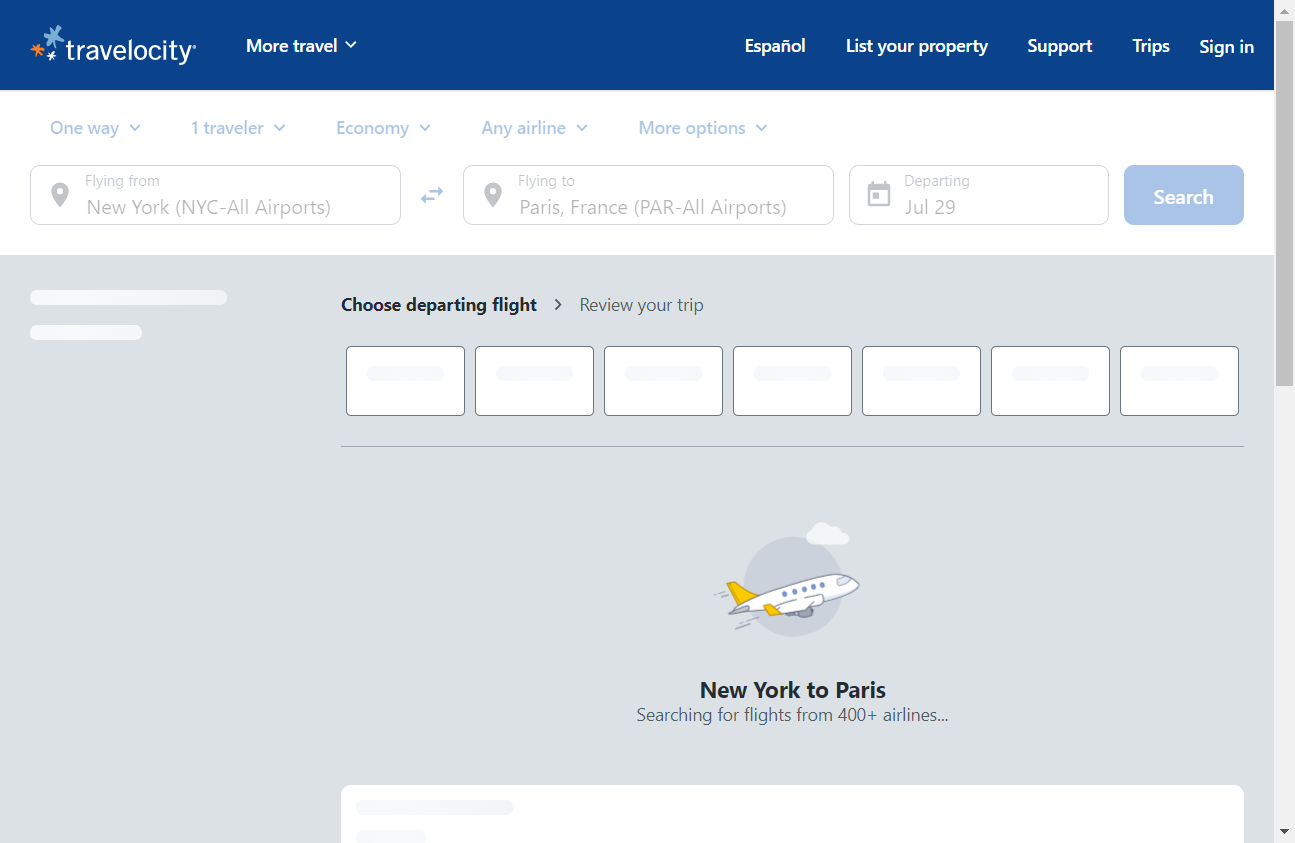 travelocity
More travel
Español
List your property
Support
Trips
Sign in
One way
1 traveler
Economy
Any airline
More options
Flying from
New York (NYC-All Airports)
Flying to
Paris, France (PAR-All Airports)
Departing
Jul 29
Search
Choose departing flight
Review your trip
New York to Paris
Searching for flights from 400+ airlines...